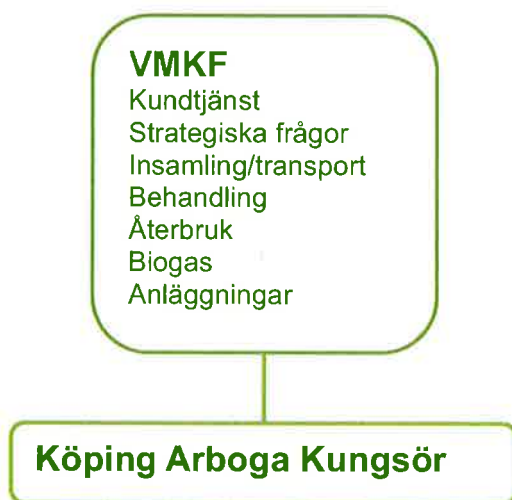 VMKF
Kundtjänst
Strategiska frågor
Insamling/transport
Behandling
Återbruk
Biogas
Anläggningar
Köping Arboga Kungsör